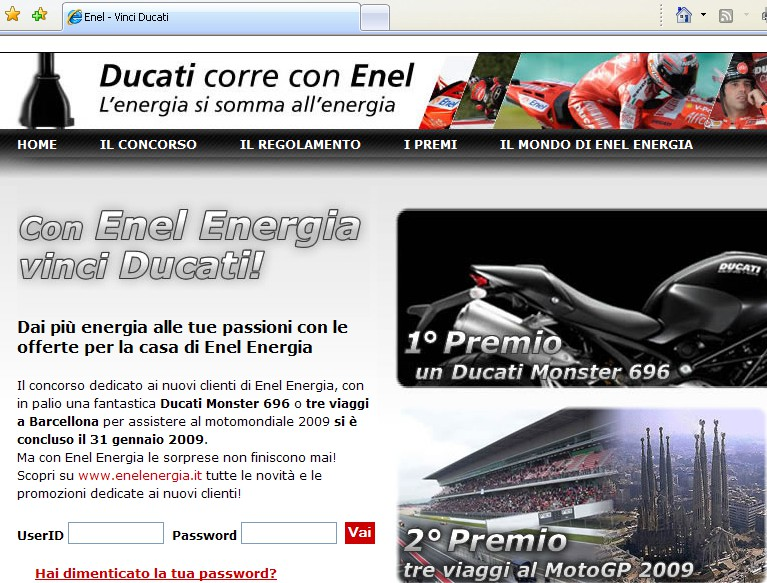 Enel - Vinci Ducati
Ducati corre con Enel
L'energia si somma all'energia
Enel
HOME IL CONCORSO IL REGOLAMENTO I PREMI IL MONDO DI ENEL ENERGIA
Con Enel Energia
vinci Ducati!
Dai più energia alle tue passioni con le
offerte per la casa di Enel Energia
Il concorso dedicato ai nuovi clienti di Enel Energia, con
in palio una fantastica Ducati Monster 696 o tre viaggi
a Barcellona per assistere al motomondiale 2009 si è
concluso il 31 gennaio 2009.
Ma con Enel Energia le sorprese non finiscono mai!
Scopri su www.enelenergia.it tutte le novità e le
promozioni dedicate ai nuovi clienti!
UserID Password Vai
Hai dimenticato la tua password?
DUCATI
1° Premio
un Ducati Monster 696
2° Premio
tre viaggi al MotoGP 2009